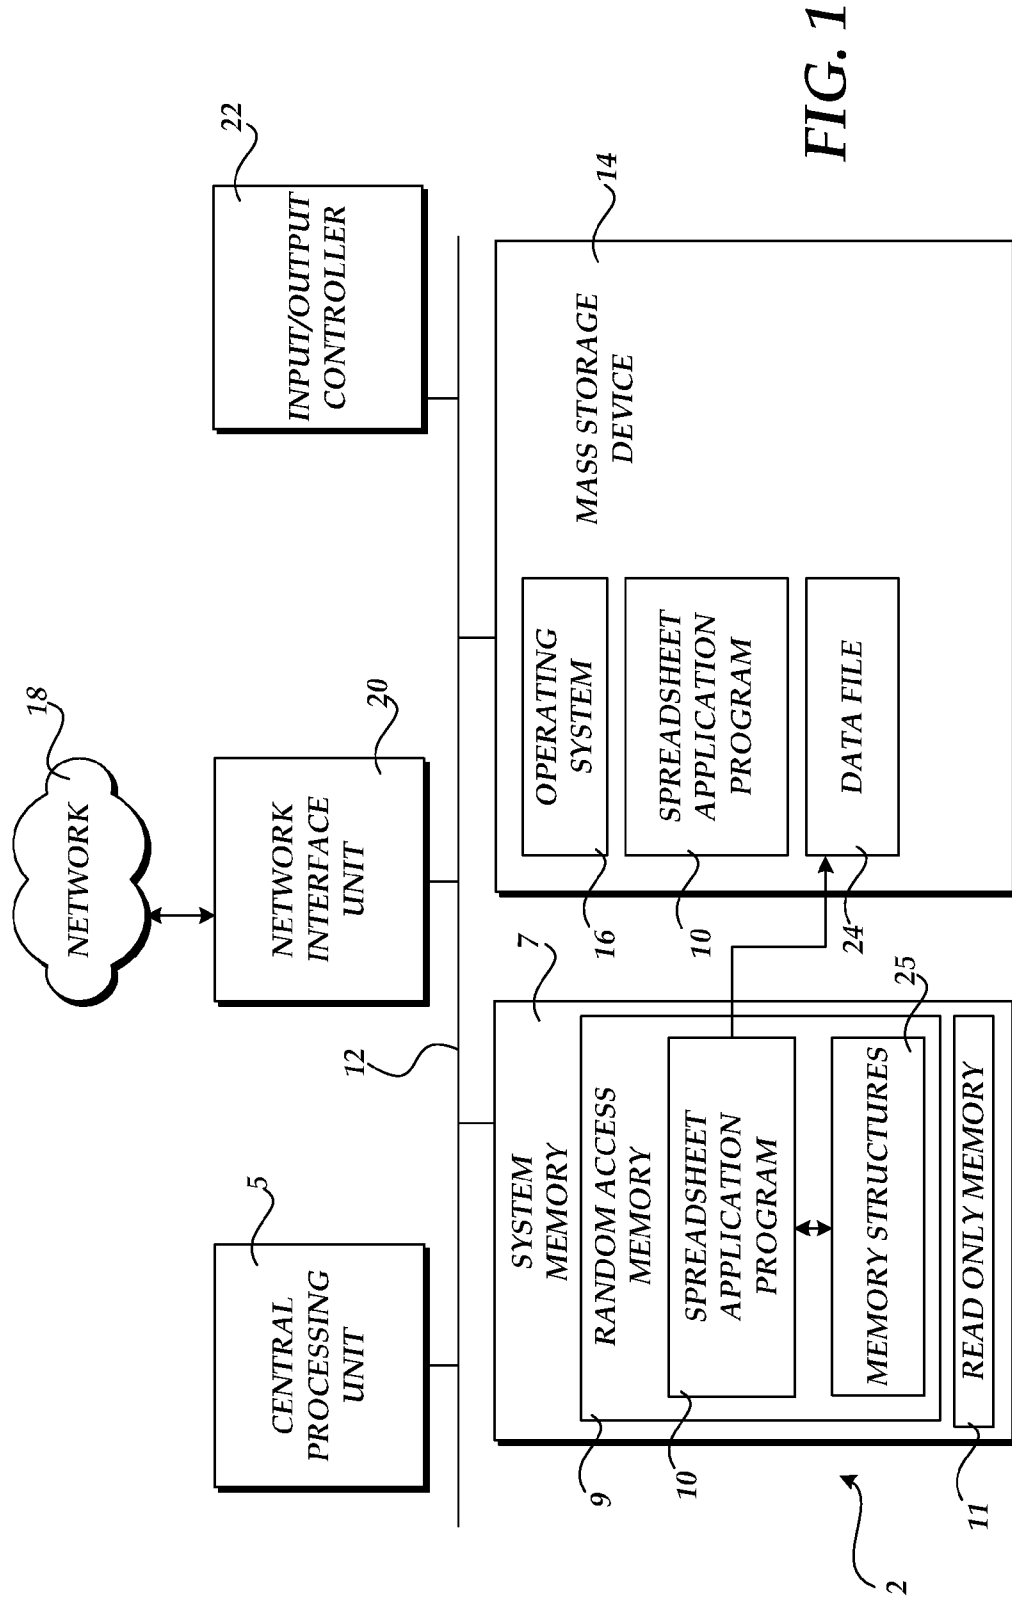 NETWORK
18
CENTRAL
PROCESSING
UNIT
5
NETWORK
INTERFACE
UNIT
20
INPUT/OUTPUT
CONTROLLER
22
12
SYSTEM
MEMORY
7
RANDOM ACCESS
MEMORY
9
SPREADSHEET
APPLICATION
PROGRAM
10
MEMORY STRUCTURES
25
READ ONLY MEMORY
11
MASS STORAGE
DEVICE
14
OPERATING
SYSTEM
16
SPREADSHEET
APPLICATION
PROGRAM
10
DATA FILE
24
2
FIG. 1